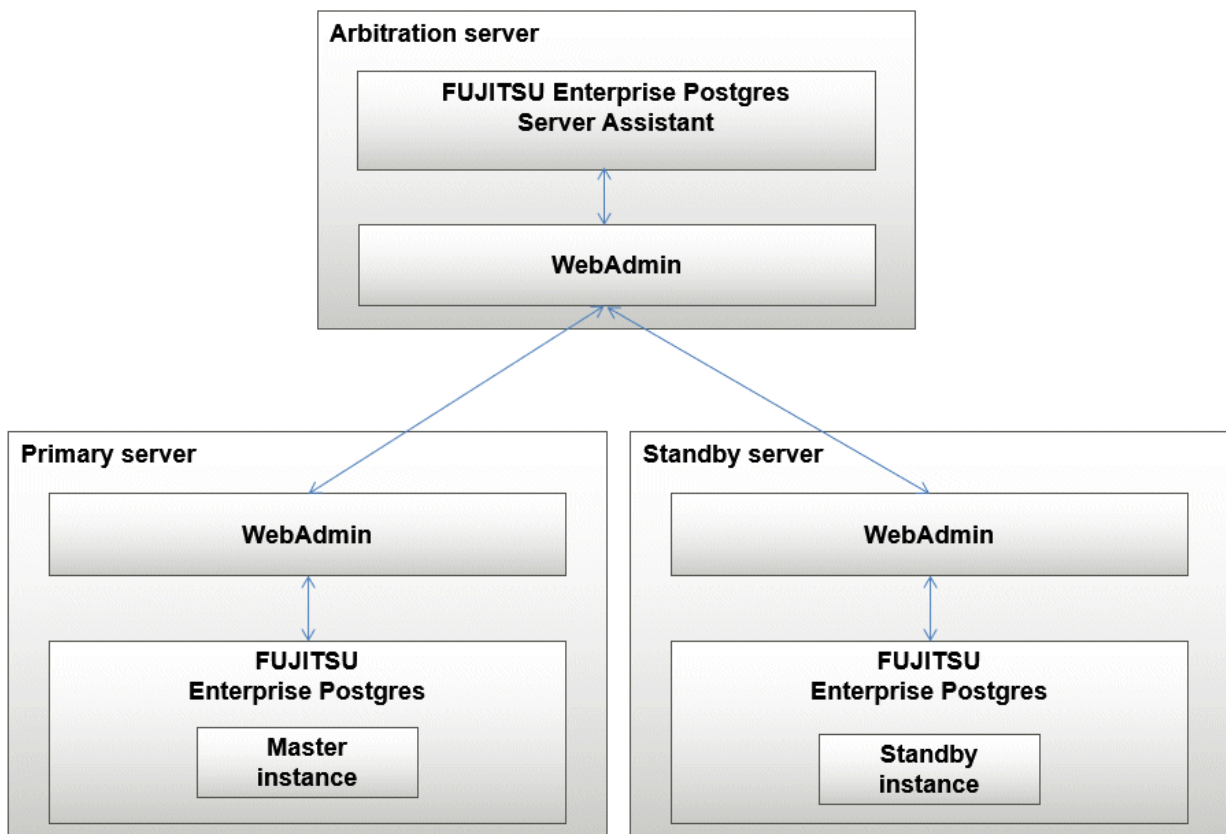 Arbitration server
FUJITSU Enterprise Postgres
Server Assistant
WebAdmin
Primary server
WebAdmin
FUJITSU
Enterprise Postgres
Master
instance
Standby server
WebAdmin
FUJITSU
Enterprise Postgres
Standby
instance